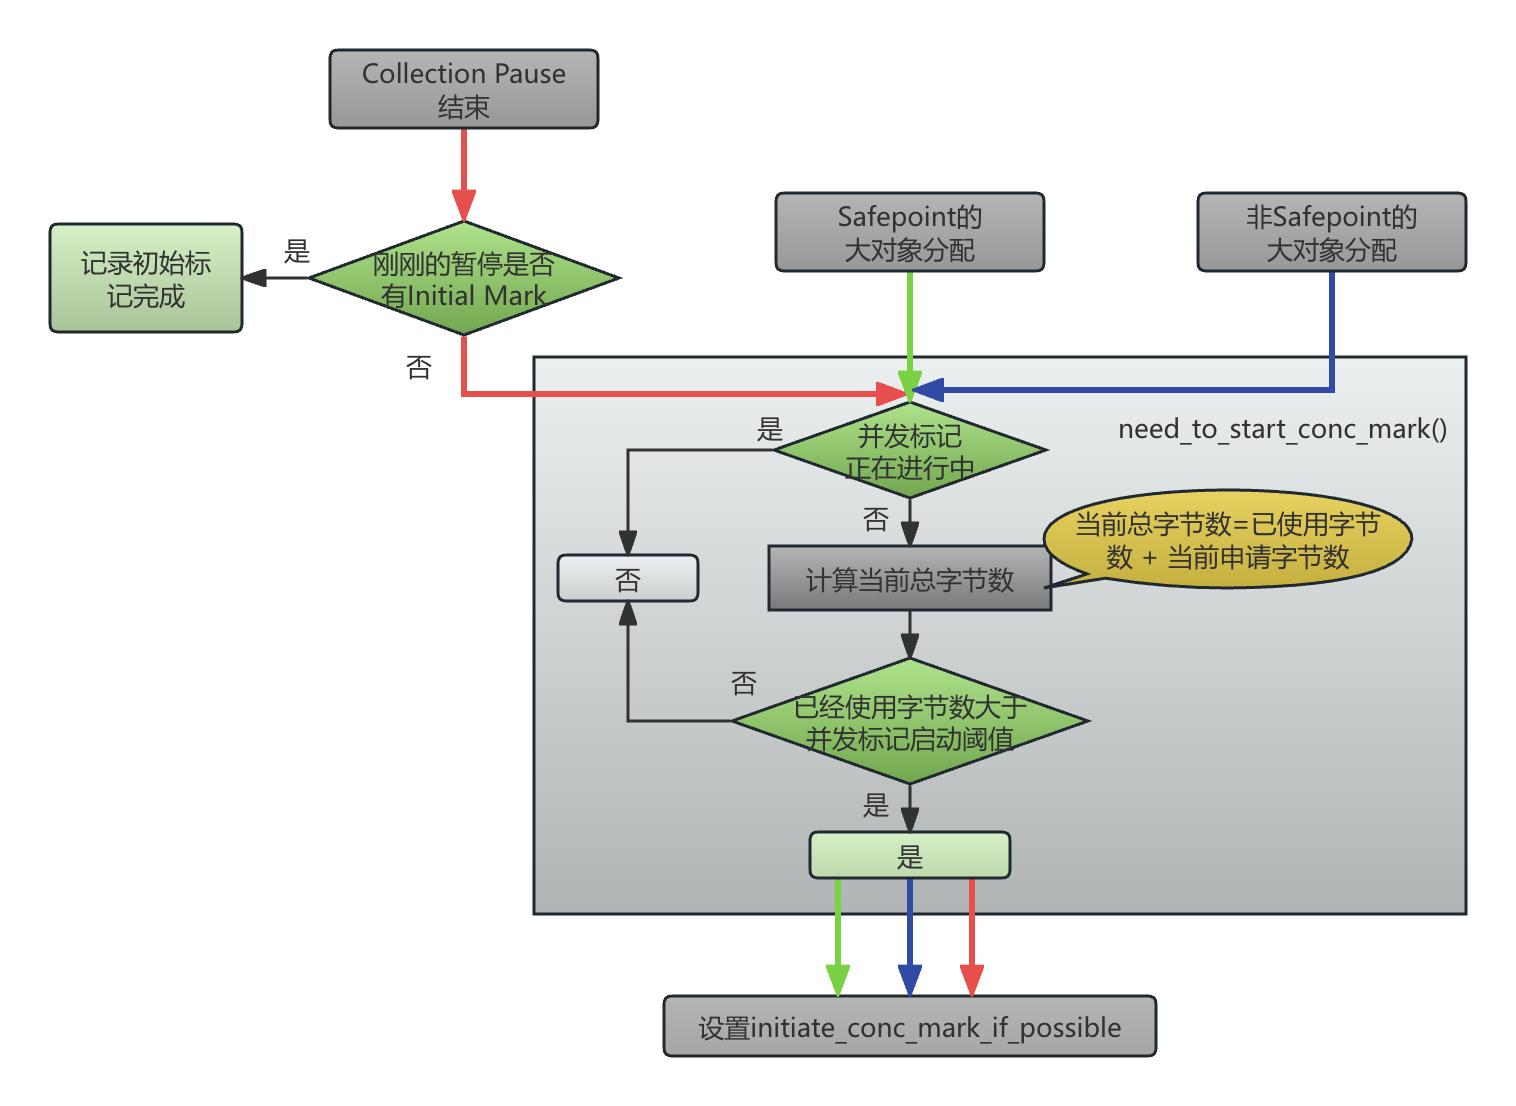 Collection Pause
结束
Safepoint的
大对象分配
非Safepoint的
大对象分配
是
记录初始标
记完成
刚刚的暂停是否
有Initial Mark
否
是
并发标记
正在进行中
need_to_start_conc_mark()
否
当前总字节数=已使用字节
数 + 当前申请字节数
否
计算当前总字节数
否
已经使用字节数大于
并发标记启动阈值
是
是
设置initiate_conc_mark_if_possible